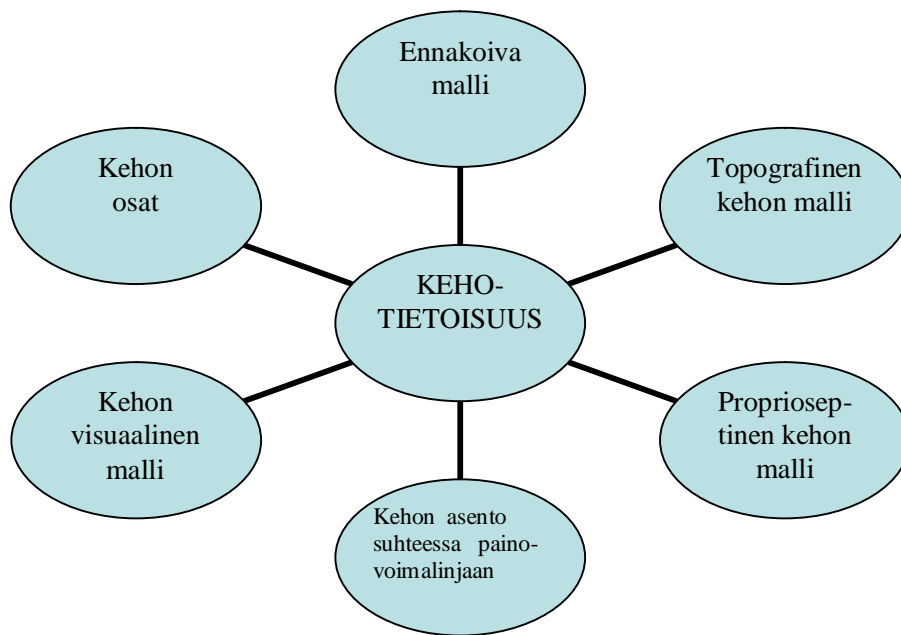 Ennakoiva
malli
Kehon
osat
Topografinen
kehon malli
KEHO-
TIETOISUUS
Kehon
visuaalinen
malli
Propriosep-
tinen kehon
malli
Kehon asento
suhteessa paino-
voimalinjaan